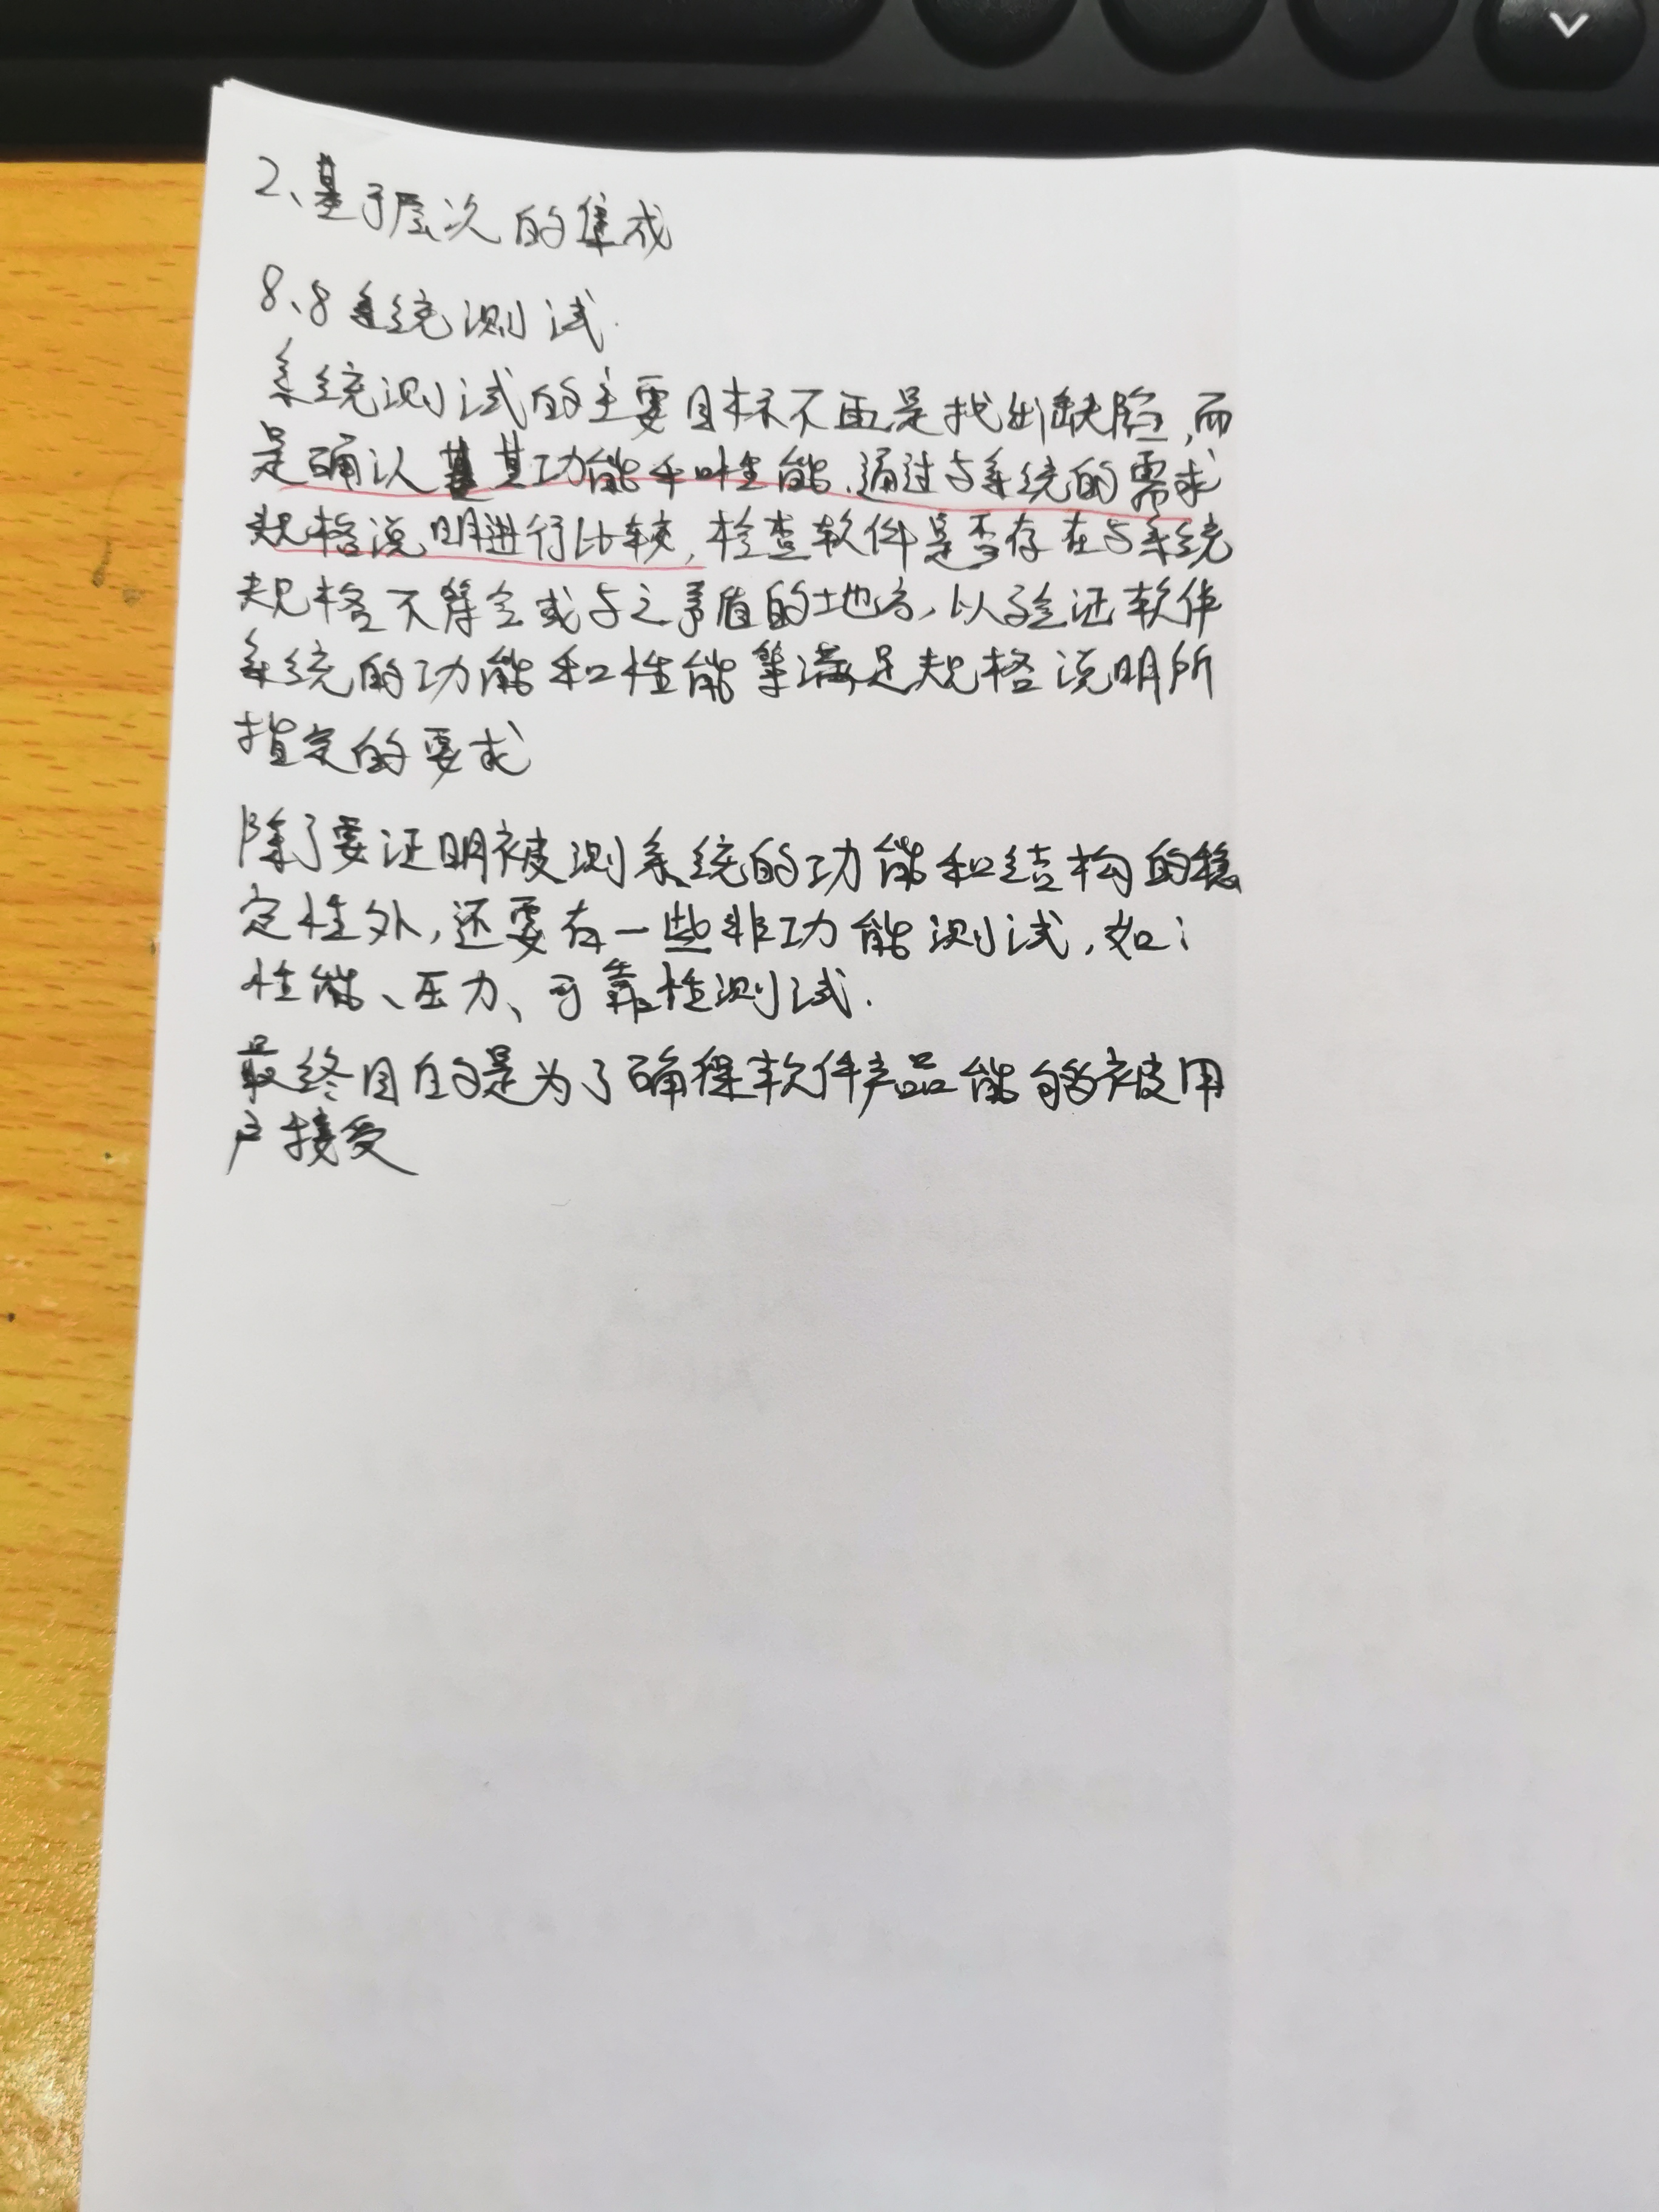 2、基于层次的集成
8、8系统测试.
系统测试的主要目标不再是找出缺陷,而
是确认其功能和性能.通过与系统的需求
规格说明进行比较,检查软件是否存在与系统
规格不符合或与之矛盾的地方,以验证软件
系统的功能和性能等满足规格说明所
指定的要求
除了要证明被测系统的功能和结构的稳
定性外,还要有一些非功能测试,如:
性能、压力、可靠性测试.
最终目的是为了确保软件产品能够被用
户接受